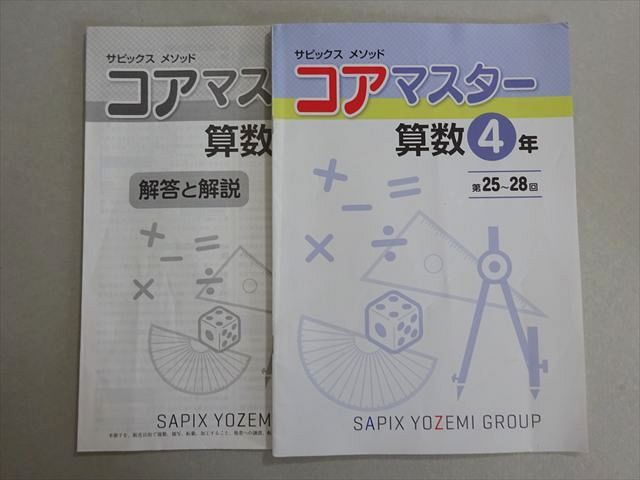 サピックス メソッド
コアマス
算数
解答と解説
SAPIX YOZEMI
サピックス メソッド
コアマスター
算数4年
第25～28回
SAPIX YOZEMI GROUP